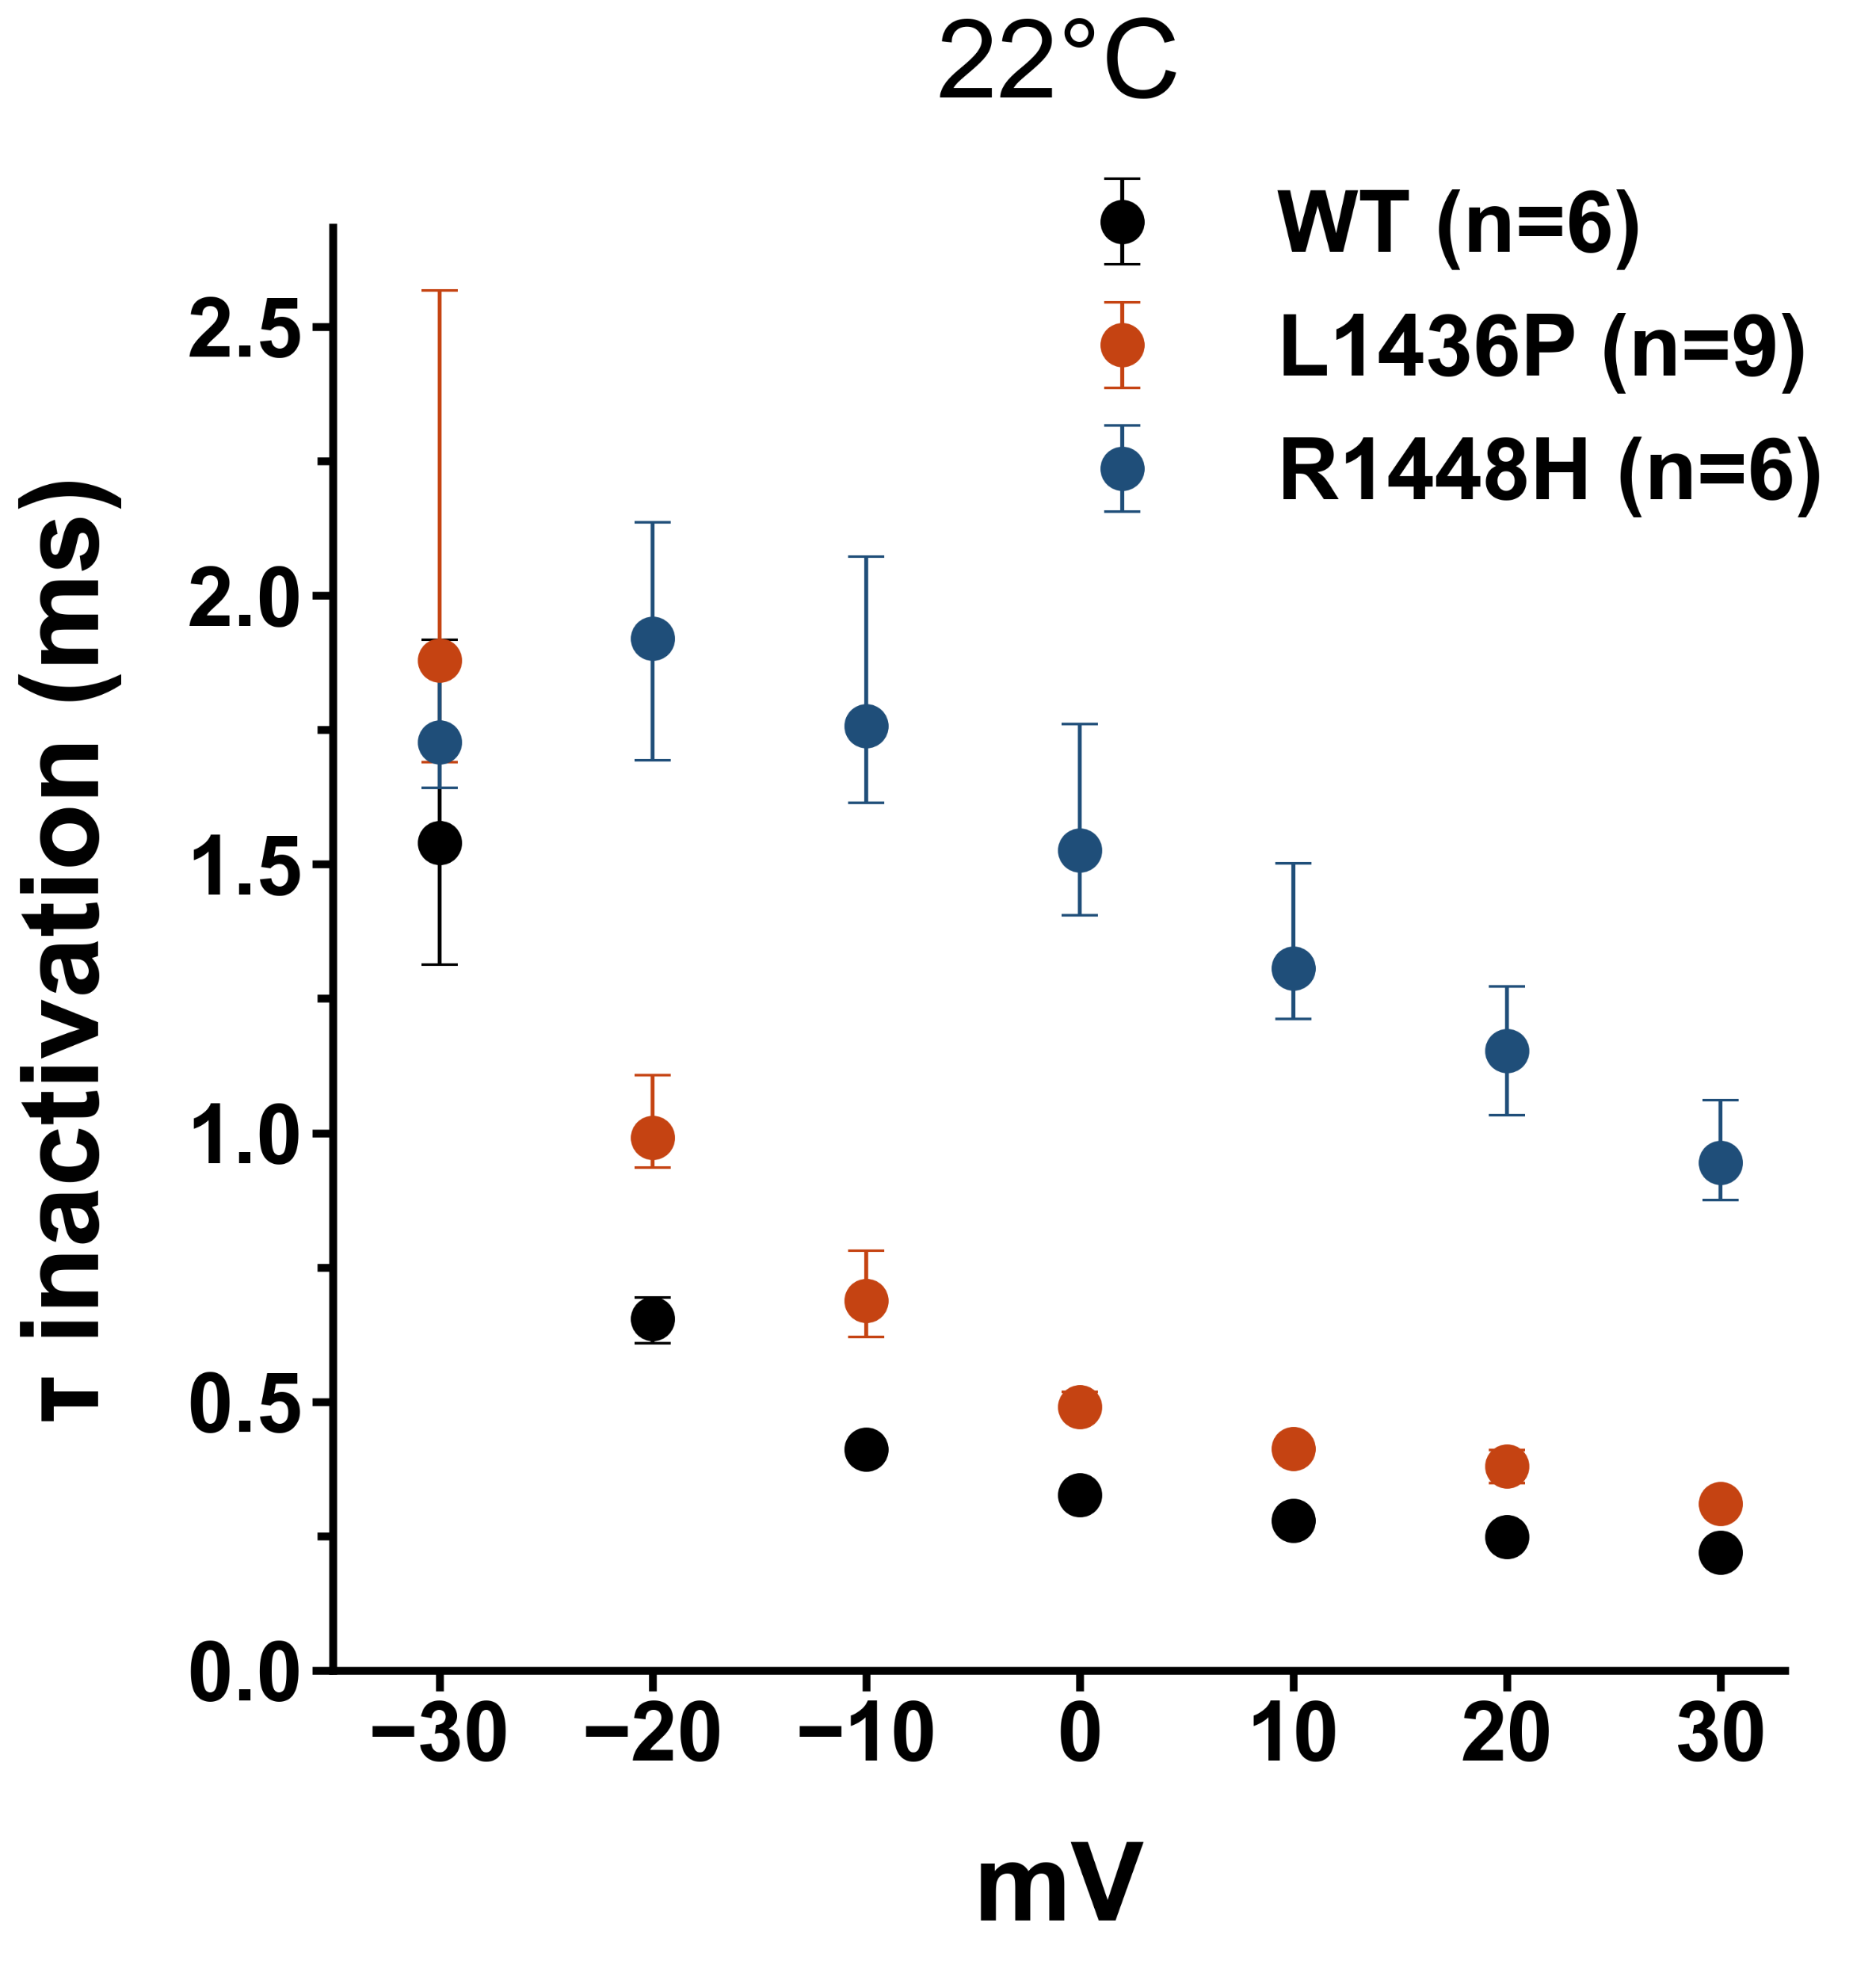 22°C
WT (n=6)
L1436P (n=9)
R1448H (n=6)
τ inactivation (ms)
2.5
2.0
1.5
1.0
0.5
0.0
−30 −20 −10 0 10 20 30
mV